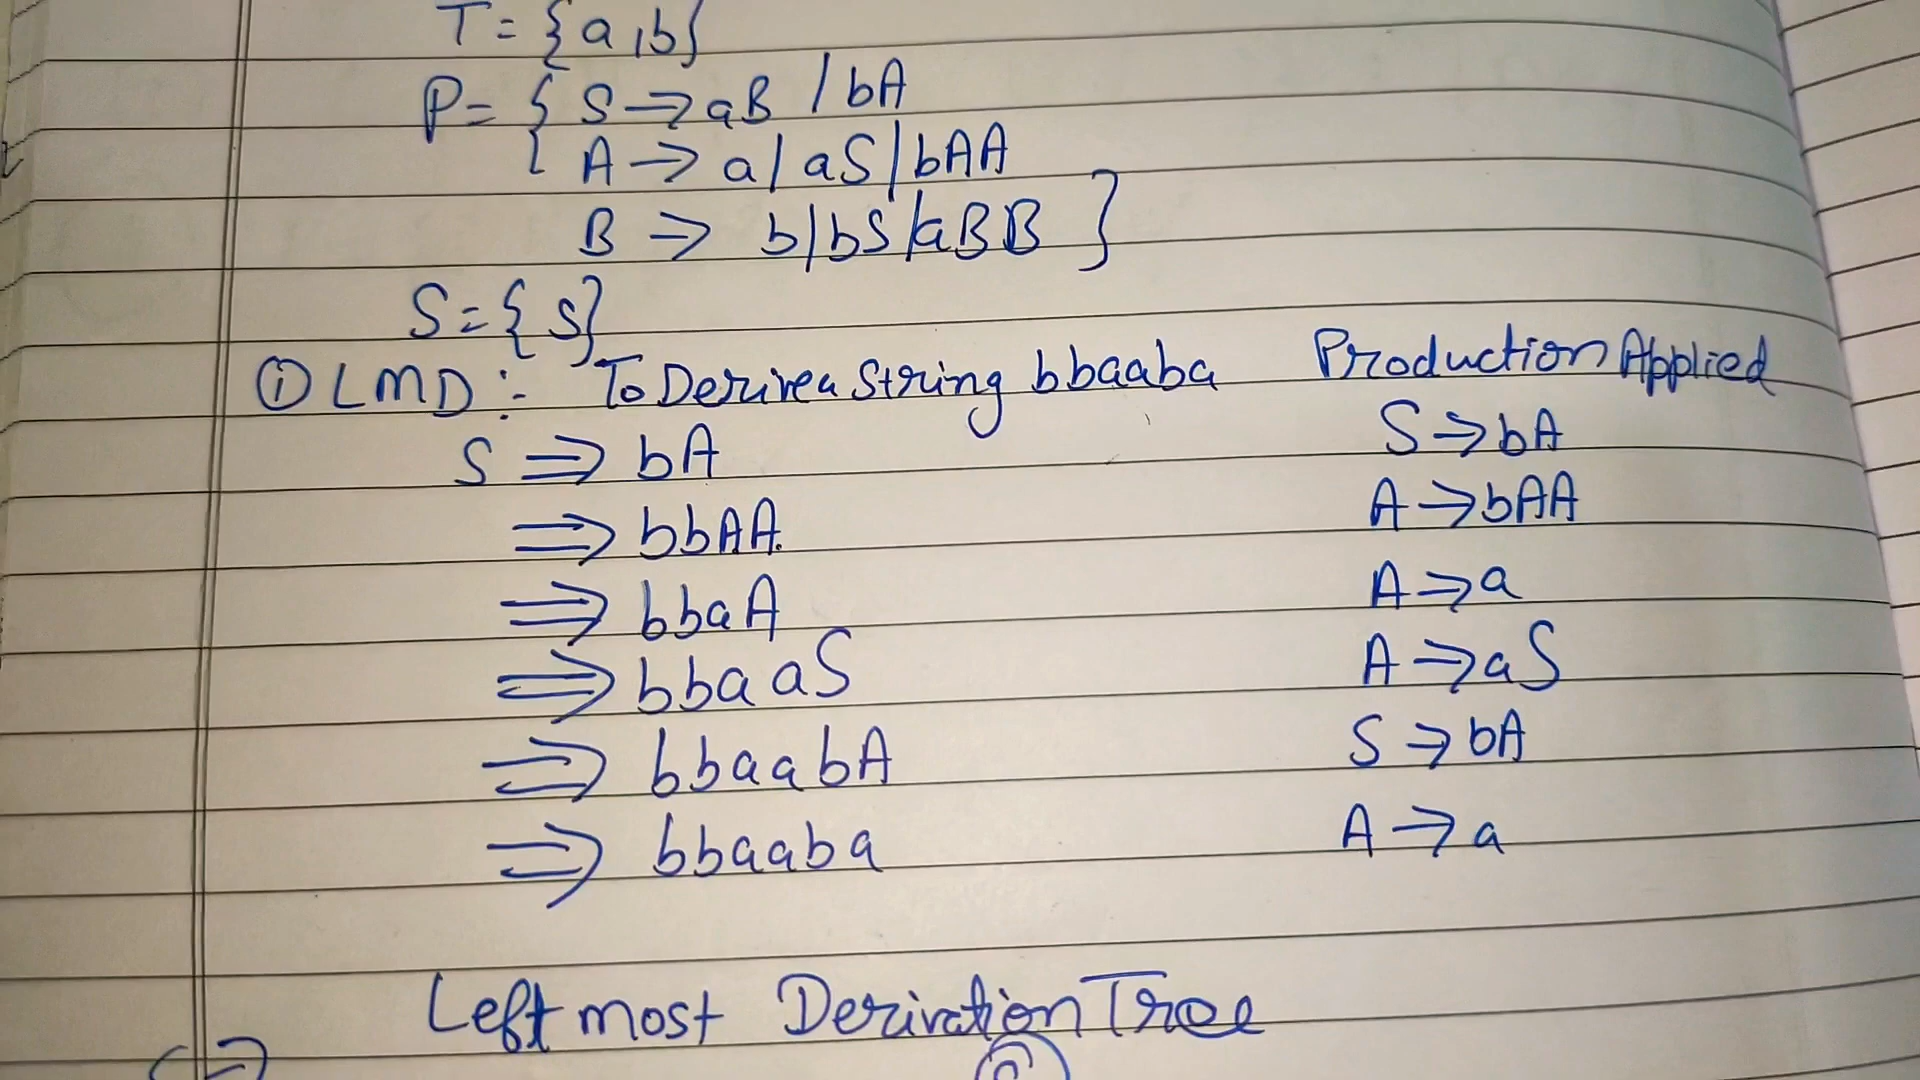 T = {a,b}
P = { S → aB / bA
A → a / aS / bAA
B → b / bS / aBB }
S = { S }
① LMD :- To Derive a String bbaaba Production Applied
S ⇒ bA S → bA
⇒ bbAA. A → bAA
⇒ bbaA A → a
⇒ bbaaS A → aS
⇒ bbaabA S → bA
⇒ bbaaba A → a
Left most Derivation Tree